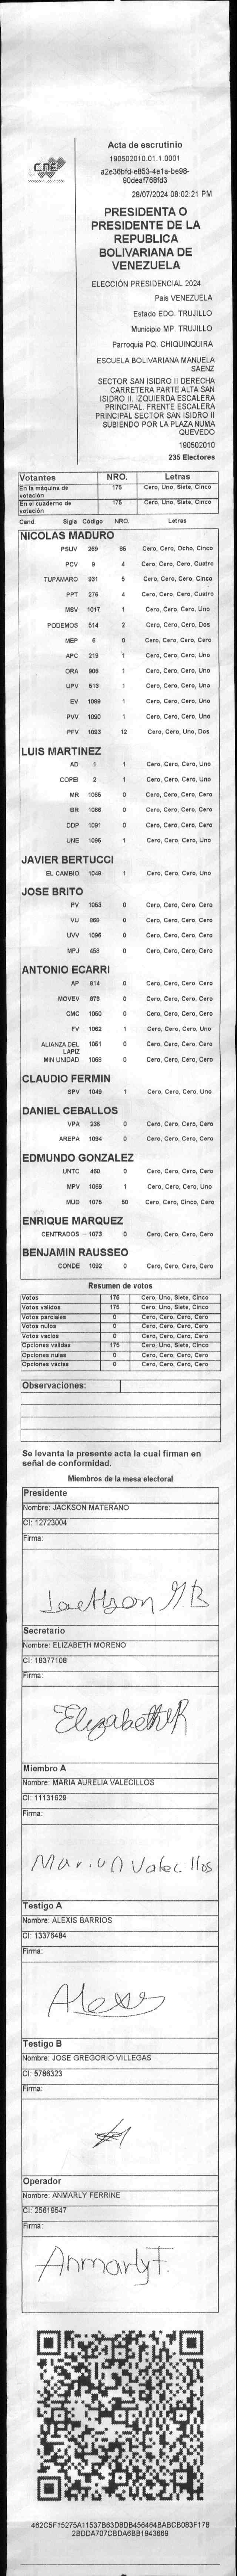 CNE
Acta de escrutinio
190502010.01.1.0001
a2e36bfd-e853-4e1a-be98-
90deaf768fd3
28/07/2024 08:02:21 PM
PRESIDENTA O
PRESIDENTE DE LA
REPUBLICA
BOLIVARIANA DE
VENEZUELA
ELECCIÓN PRESIDENCIAL 2024
Pais VENEZUELA
Estado EDO. TRUJILLO
Municipio MP. TRUJILLO
Parroquia PQ. CHIQUINQUIRA
ESCUELA BOLIVARIANA MANUELA
SAENZ
SECTOR SAN ISIDRO II DERECHA
CARRETERA PARTE ALTA SAN
ISIDRO II. IZQUIERDA ESCALERA
PRINCIPAL. FRENTE ESCALERA
PRINCIPAL SECTOR SAN ISIDRO II
SUBIENDO POR LA PLAZA NUMA
QUEVEDO
190502010
235 Electores
Votantes NRO. Letras
En la máquina de votación 175 Cero, Uno, Siete, Cinco
En el cuaderno de votación 175 Cero, Uno, Siete, Cinco
Cand. Sigla Código NRO. Letras
NICOLAS MADURO
PSUV 269 85 Cero, Cero, Ocho, Cinco
PCV 9 4 Cero, Cero, Cero, Cuatro
TUPAMARO 931 5 Cero, Cero, Cero, Cinco
PPT 276 4 Cero, Cero, Cero, Cuatro
MSV 1017 1 Cero, Cero, Cero, Uno
PODEMOS 514 2 Cero, Cero, Cero, Dos
MEP 6 0 Cero, Cero, Cero, Cero
APC 219 1 Cero, Cero, Cero, Uno
ORA 906 1 Cero, Cero, Cero, Uno
UPV 513 1 Cero, Cero, Cero, Uno
EV 1089 1 Cero, Cero, Cero, Uno
PVV 1090 1 Cero, Cero, Cero, Uno
PFV 1093 12 Cero, Cero, Uno, Dos
LUIS MARTINEZ
AD 1 1 Cero, Cero, Cero, Uno
COPEI 2 1 Cero, Cero, Cero, Uno
MR 1065 0 Cero, Cero, Cero, Cero
BR 1066 0 Cero, Cero, Cero, Cero
DDP 1091 0 Cero, Cero, Cero, Cero
UNE 1095 1 Cero, Cero, Cero, Uno
JAVIER BERTUCCI
EL CAMBIO 1048 1 Cero, Cero, Cero, Uno
JOSE BRITO
PV 1053 0 Cero, Cero, Cero, Cero
VU 868 0 Cero, Cero, Cero, Cero
UVV 1096 0 Cero, Cero, Cero, Cero
MPJ 458 0 Cero, Cero, Cero, Cero
ANTONIO ECARRI
AP 814 0 Cero, Cero, Cero, Cero
MOVEV 878 0 Cero, Cero, Cero, Cero
CMC 1050 0 Cero, Cero, Cero, Cero
FV 1062 1 Cero, Cero, Cero, Uno
ALIANZA DEL LAPIZ 1051 0 Cero, Cero, Cero, Cero
MIN UNIDAD 1068 0 Cero, Cero, Cero, Cero
CLAUDIO FERMIN
SPV 1049 1 Cero, Cero, Cero, Uno
DANIEL CEBALLOS
VPA 236 0 Cero, Cero, Cero, Cero
AREPA 1094 0 Cero, Cero, Cero, Cero
EDMUNDO GONZALEZ
UNTC 460 0 Cero, Cero, Cero, Cero
MPV 1069 1 Cero, Cero, Cero, Uno
MUD 1075 50 Cero, Cero, Cinco, Cero
ENRIQUE MARQUEZ
CENTRADOS 1073 0 Cero, Cero, Cero, Cero
BENJAMIN RAUSSEO
CONDE 1092 0 Cero, Cero, Cero, Cero
Resumen de votos
Votos 175 Cero, Uno, Siete, Cinco
Votos validos 175 Cero, Uno, Siete, Cinco
Votos parciales 0 Cero, Cero, Cero, Cero
Votos nulos 0 Cero, Cero, Cero, Cero
Votos vacios 0 Cero, Cero, Cero, Cero
Opciones validas 175 Cero, Uno, Siete, Cinco
Opciones nulas 0 Cero, Cero, Cero, Cero
Opciones vacias 0 Cero, Cero, Cero, Cero
Observaciones:
Se levanta la presente acta la cual firman en
señal de conformidad.
Miembros de la mesa electoral
Presidente
Nombre: JACKSON MATERANO
CI: 12723004
Firma:
Jackson M.B
Secretario
Nombre: ELIZABETH MORENO
CI: 18377108
Firma:
Elizabeth
Miembro A
Nombre: MARIA AURELIA VALECILLOS
CI: 11131629
Firma:
Valecillos
Testigo A
Nombre: ALEXIS BARRIOS
CI: 13376484
Firma:
Alexis
Testigo B
Nombre: JOSE GREGORIO VILLEGAS
CI: 5786323
Firma:
Operador
Nombre: ANMARLY FERRINE
CI: 25619547
Firma:
Anmarly F.
462C5F15275A11537B63D8DB456464BABCB083F178
2BDDA707CBDA6BB1943669